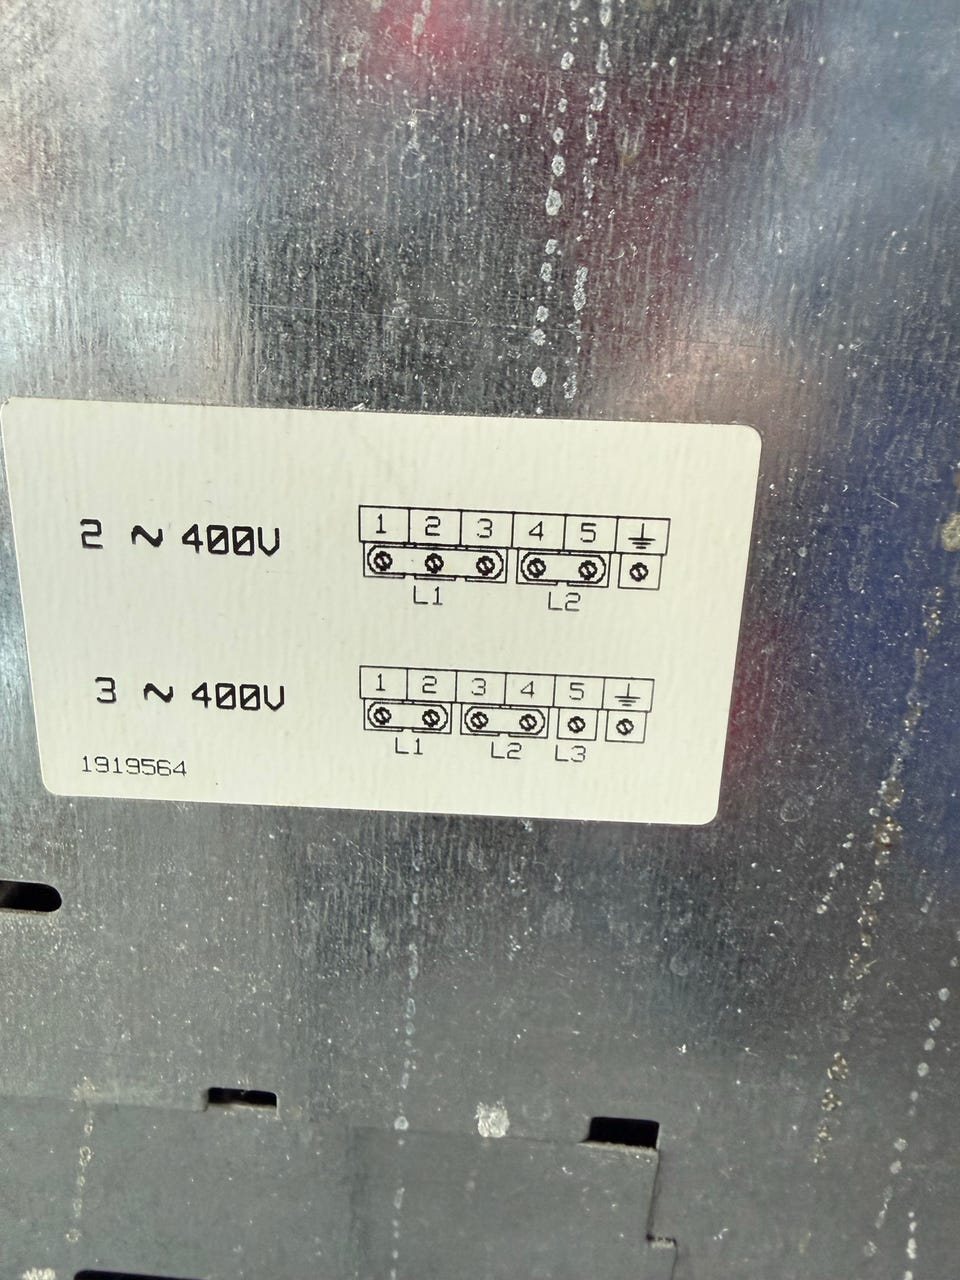 2 ~ 400V
1 2 3 4 5 ⏚
L1 L2
3 ~ 400V
1 2 3 4 5 ⏚
L1 L2 L3
1919564